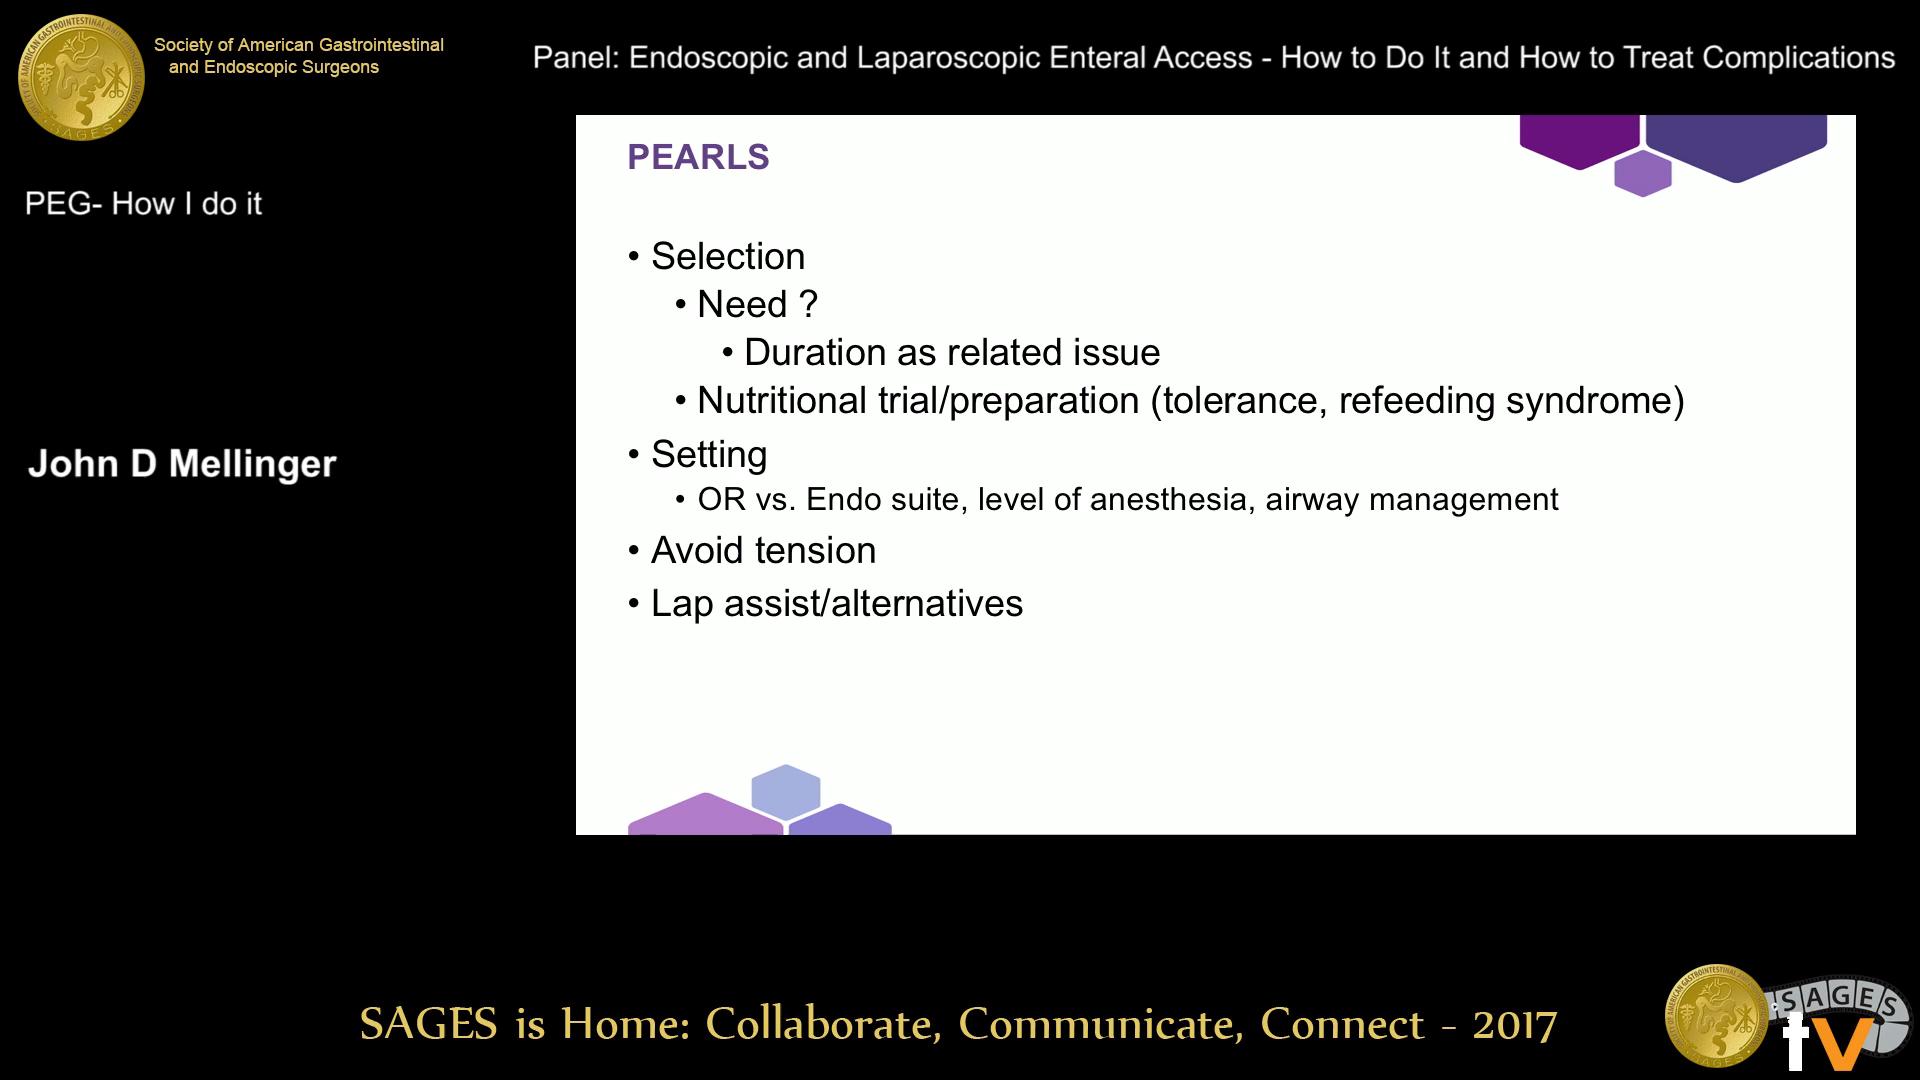 Society of American Gastrointestinal
and Endoscopic Surgeons
Panel: Endoscopic and Laparoscopic Enteral Access - How to Do It and How to Treat Complications
PEG- How I do it
John D Mellinger
PEARLS
• Selection
• Need ?
• Duration as related issue
• Nutritional trial/preparation (tolerance, refeeding syndrome)
• Setting
• OR vs. Endo suite, level of anesthesia, airway management
• Avoid tension
• Lap assist/alternatives
SAGES is Home: Collaborate, Communicate, Connect - 2017
SAGES
tv